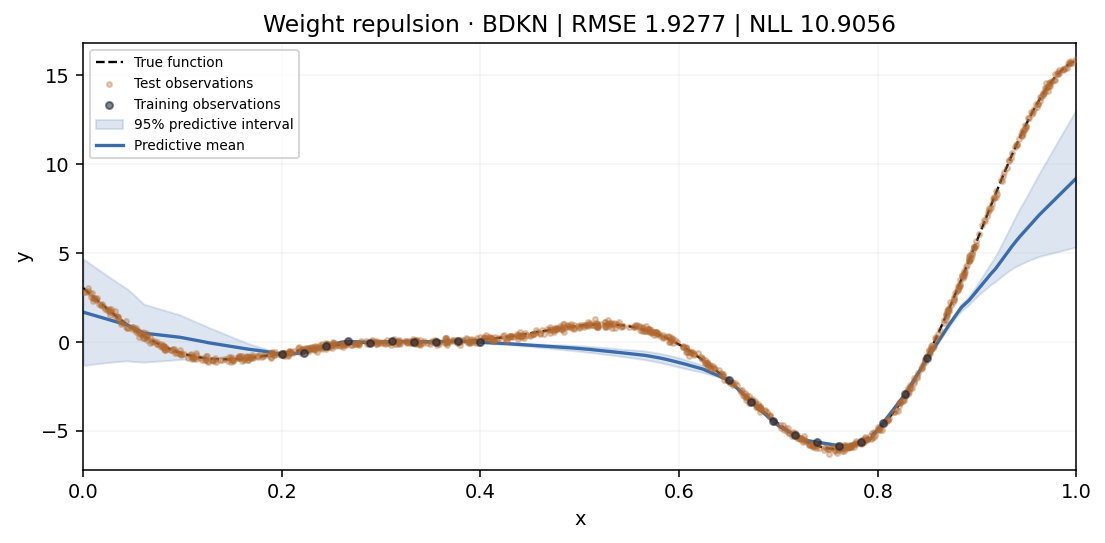 Weight repulsion · BDKN | RMSE 1.9277 | NLL 10.9056
True function
Test observations
Training observations
95% predictive interval
Predictive mean
15
10
5
0
−5
y
0.0 0.2 0.4 0.6 0.8 1.0
x